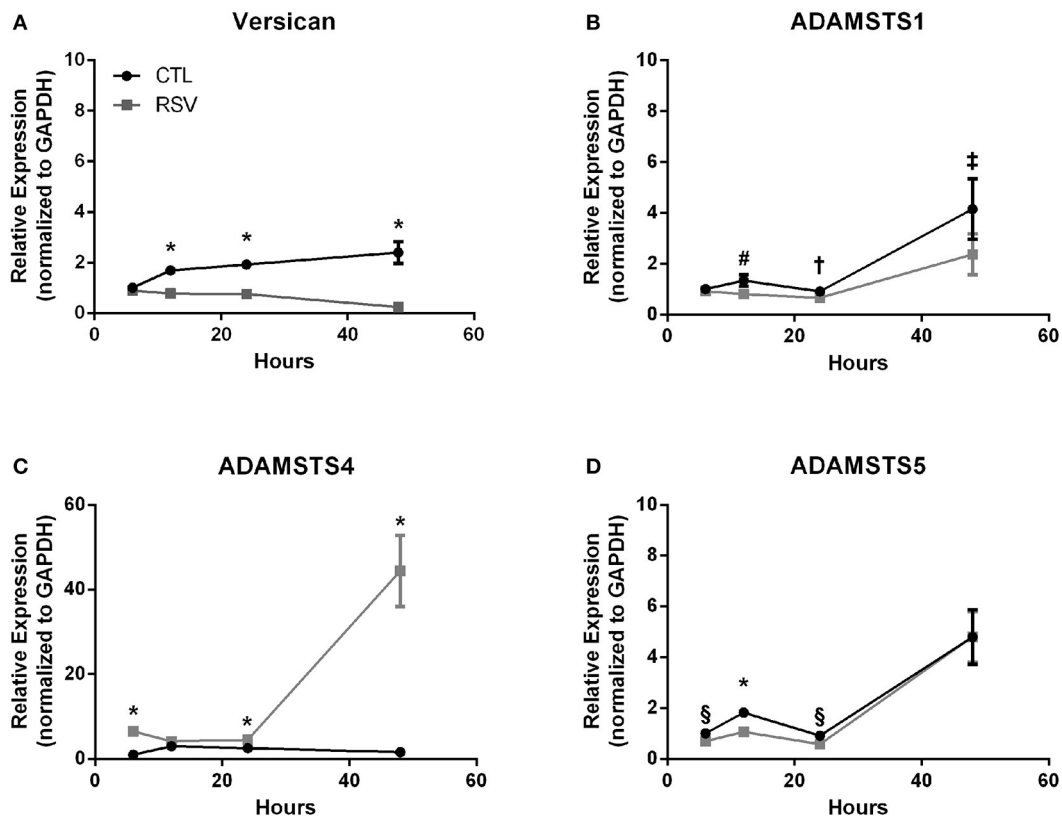 A
Versican
Relative Expression
(normalized to GAPDH)
10
8
6
4
2
0
CTL
RSV
*
*
*
0
20
40
60
Hours
B
ADAMSTS1
Relative Expression
(normalized to GAPDH)
10
8
6
4
2
0
#
†
‡
0
20
40
60
Hours
C
ADAMSTS4
Relative Expression
(normalized to GAPDH)
60
40
20
0
*
*
*
0
20
40
60
Hours
D
ADAMSTS5
Relative Expression
(normalized to GAPDH)
10
8
6
4
2
0
§
*
§
0
20
40
60
Hours